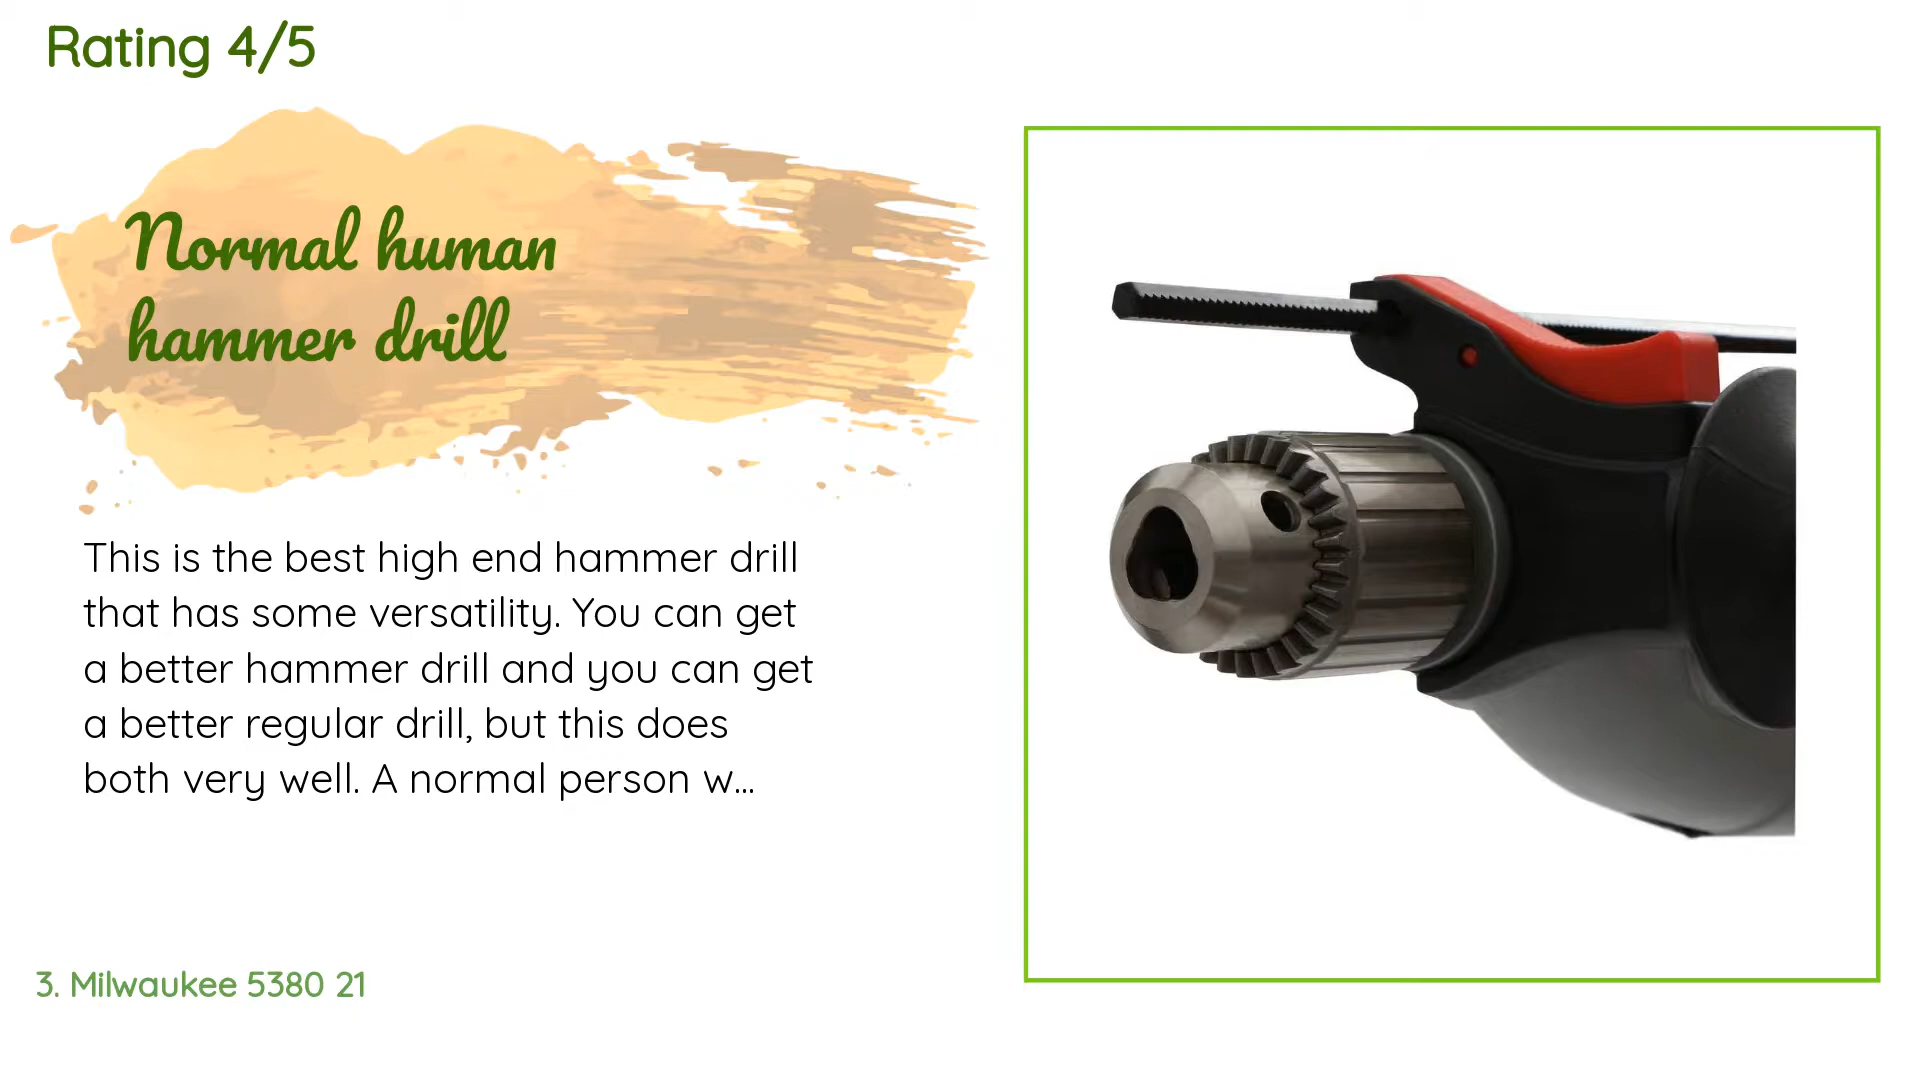 Rating 4/5
Normal human
hammer drill
This is the best high end hammer drill
that has some versatility. You can get
a better hammer drill and you can get
a better regular drill, but this does
both very well. A normal person w...
3. Milwaukee 5380 21